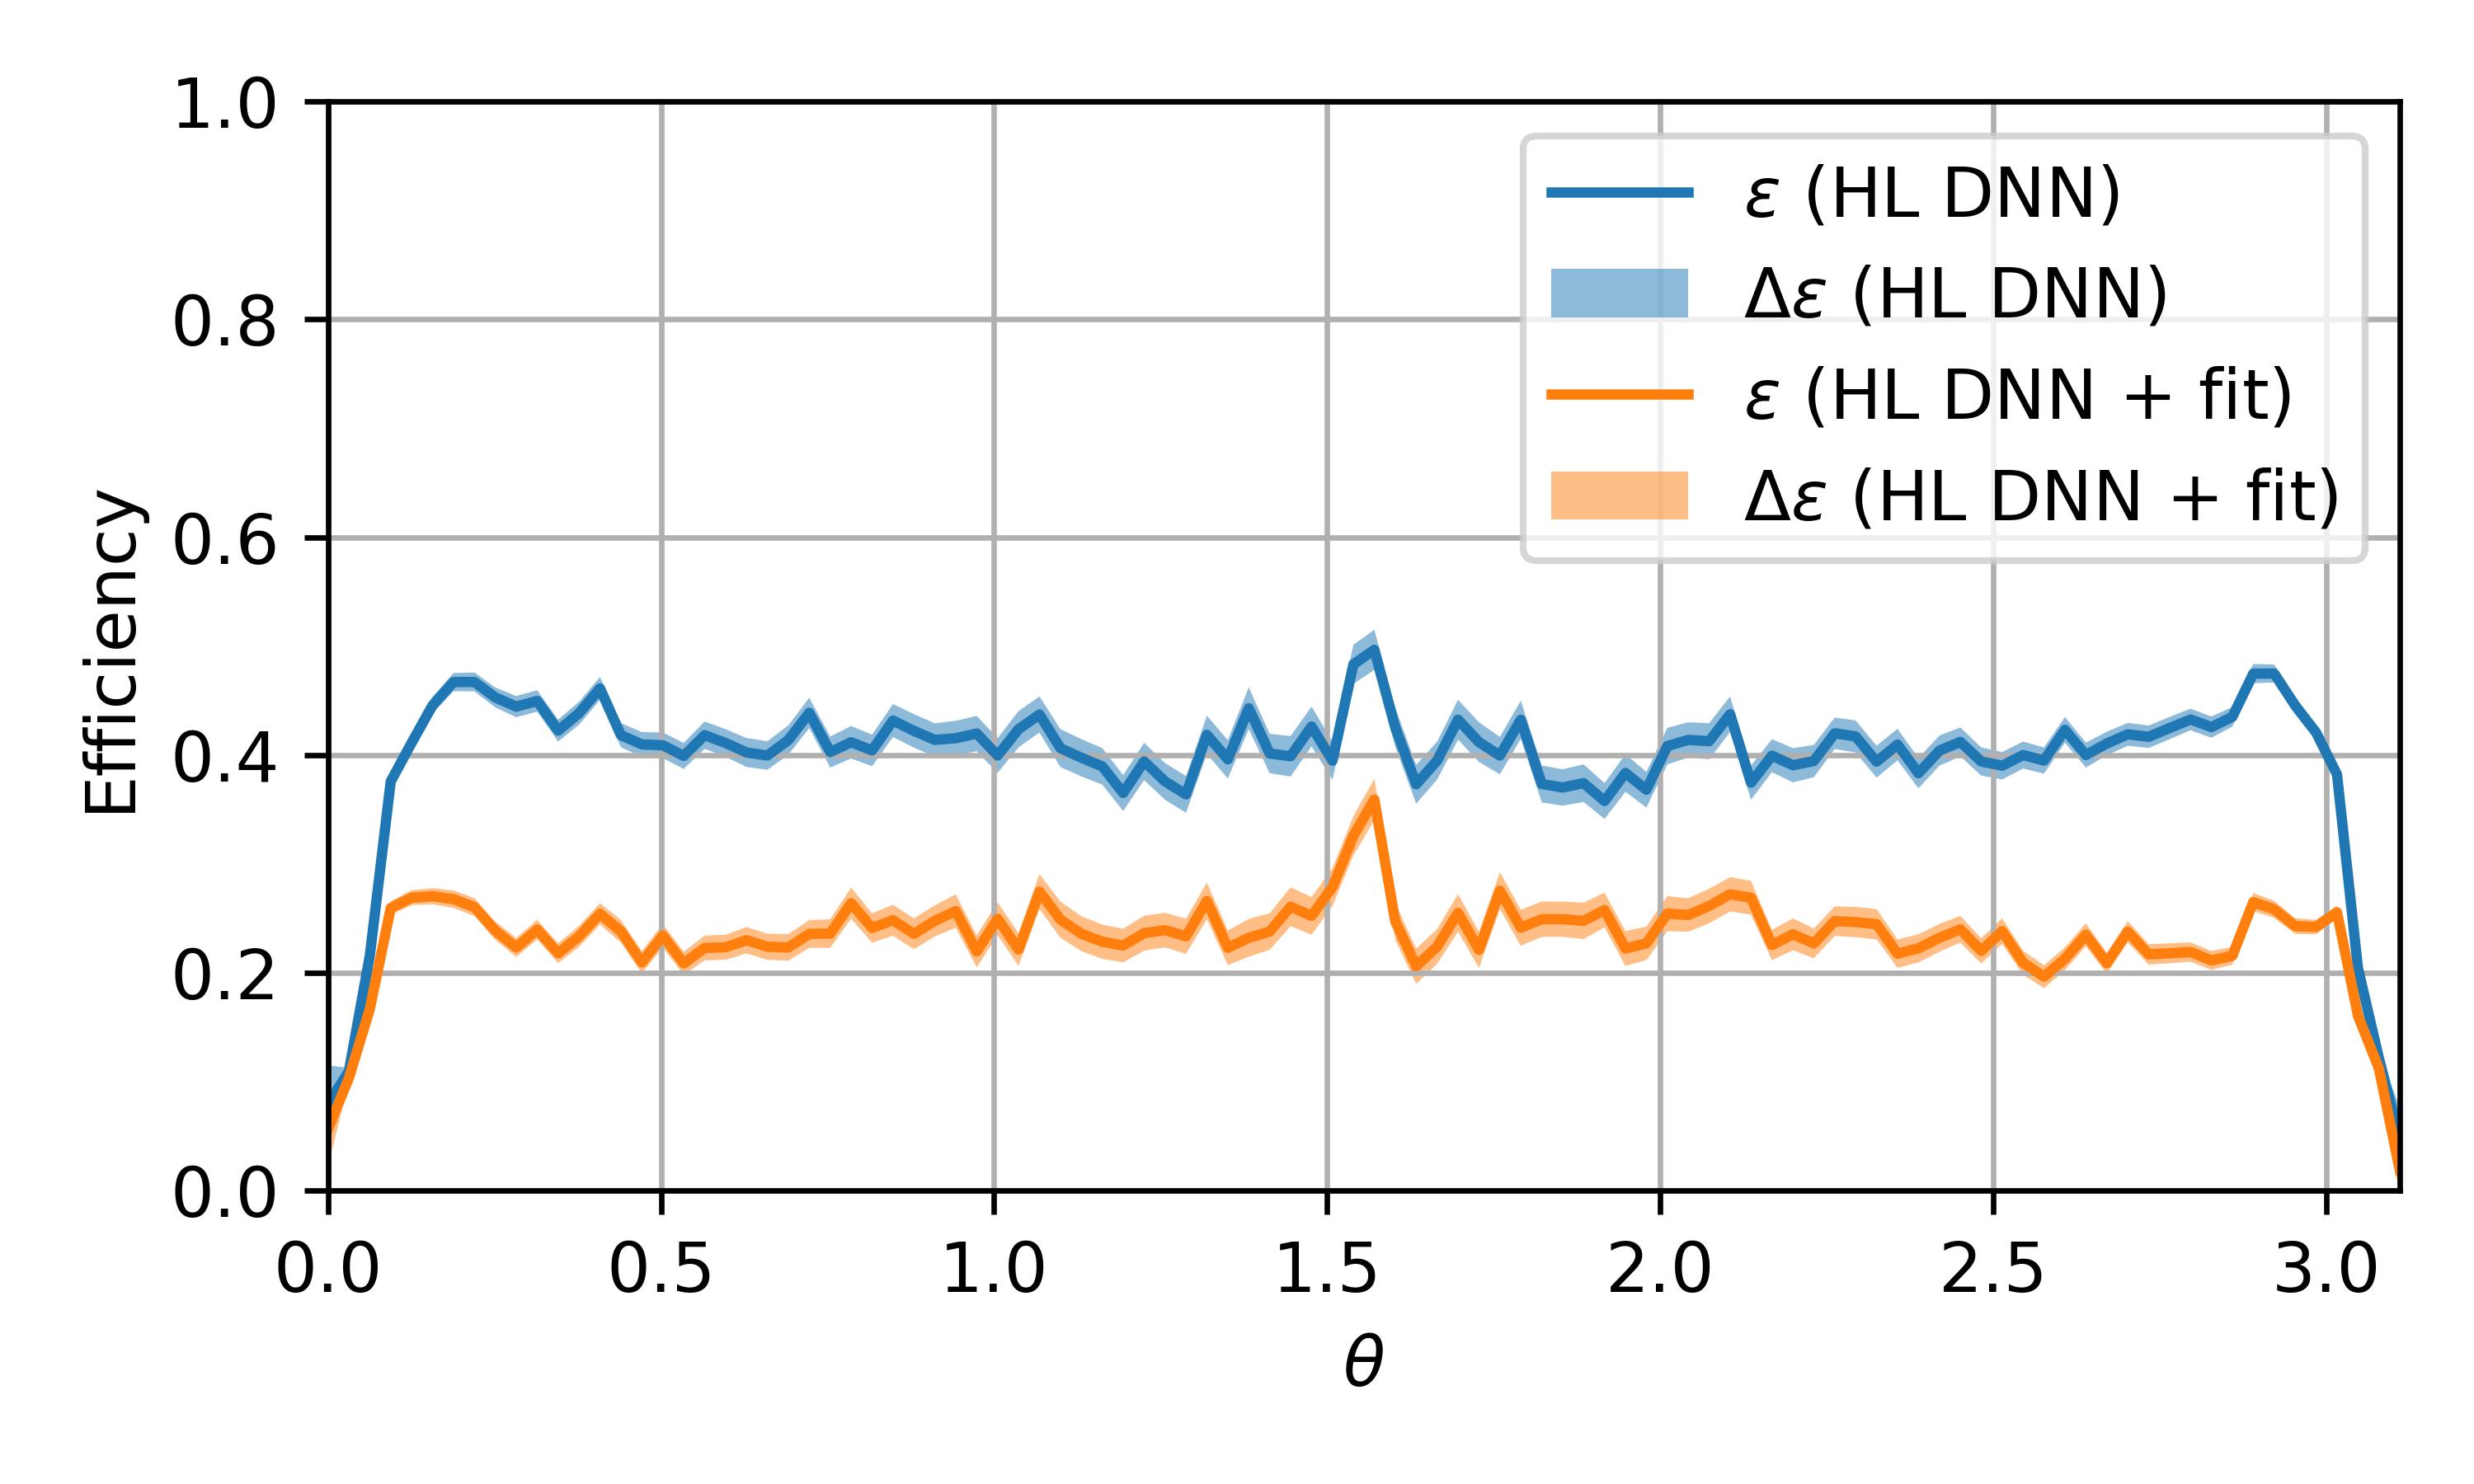 1.0
0.8
0.6
0.4
0.2
0.0
Efficiency
ε (HL DNN)
Δε (HL DNN)
ε (HL DNN + fit)
Δε (HL DNN + fit)
0.0 0.5 1.0 1.5 2.0 2.5 3.0
θ